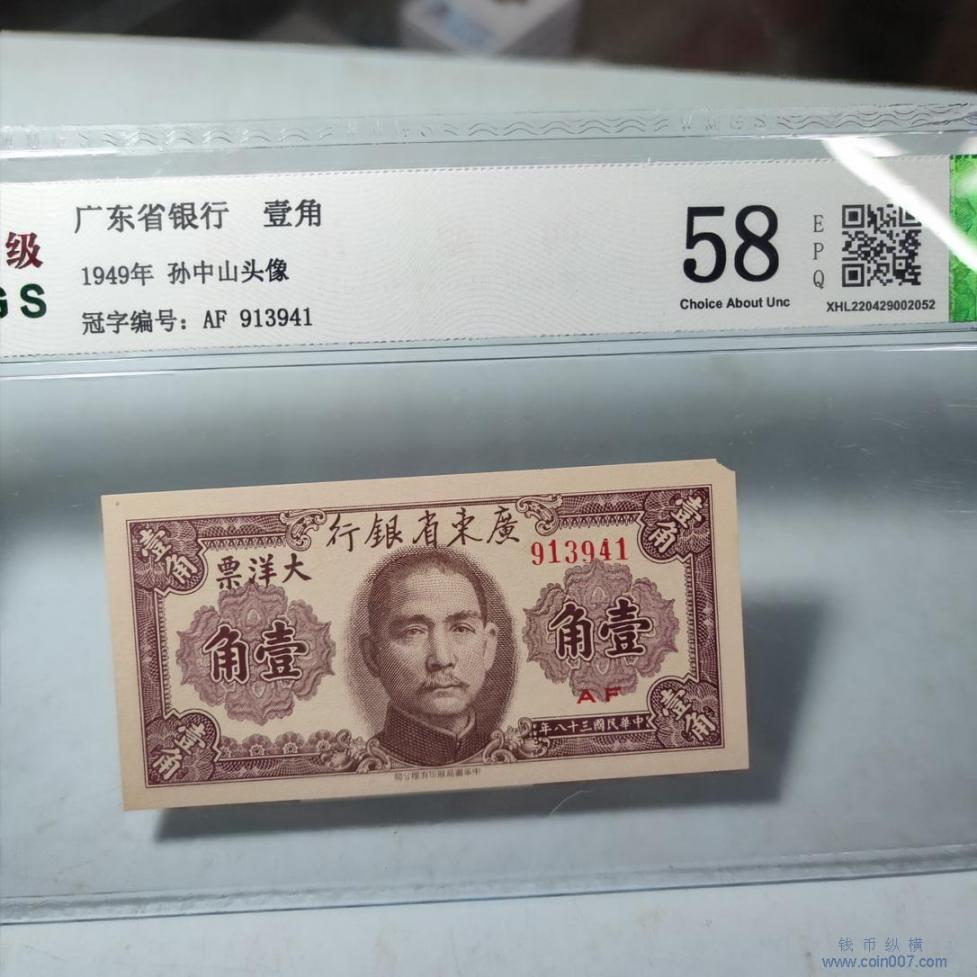 WMGS
级
广东省银行 壹角
1949年 孙中山头像
GS
冠字编号：AF 913941
58
Choice About Unc
EPQ
XHL220429002052
行銀省東廣
票洋大
913941
壹角
壹角
角壹
角壹
AF
壹角
壹角
年八十三國民華中
钱币纵横
www.coin007.com